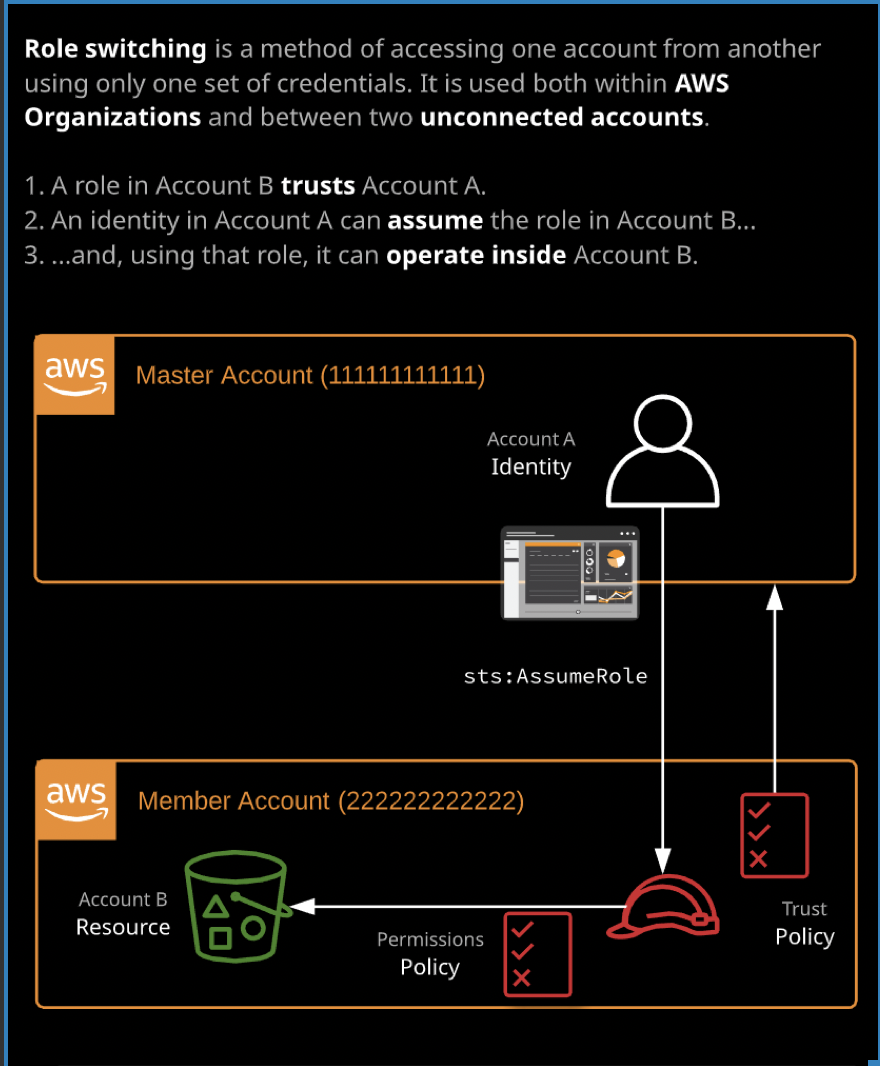 Role switching is a method of accessing one account from another
using only one set of credentials. It is used both within AWS
Organizations and between two unconnected accounts.
1. A role in Account B trusts Account A.
2. An identity in Account A can assume the role in Account B...
3. ...and, using that role, it can operate inside Account B.
aws
Master Account (111111111111)
Account A
Identity
sts:AssumeRole
aws
Member Account (222222222222)
Account B
Resource
Permissions
Policy
Trust
Policy